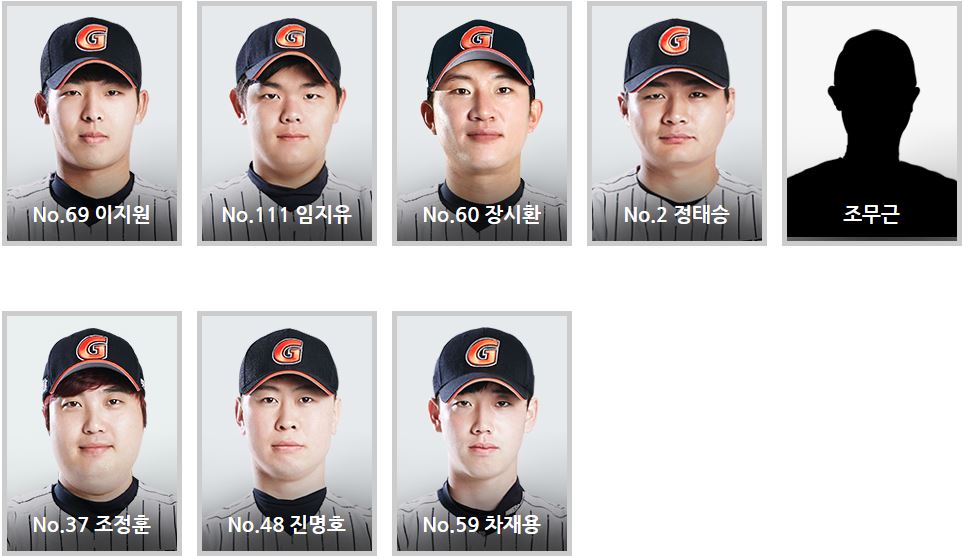 No.69 이지원
No.111 임지유
No.60 장시환
No.2 정태승
조무근
No.37 조정훈
No.48 진명호
No.59 차재용